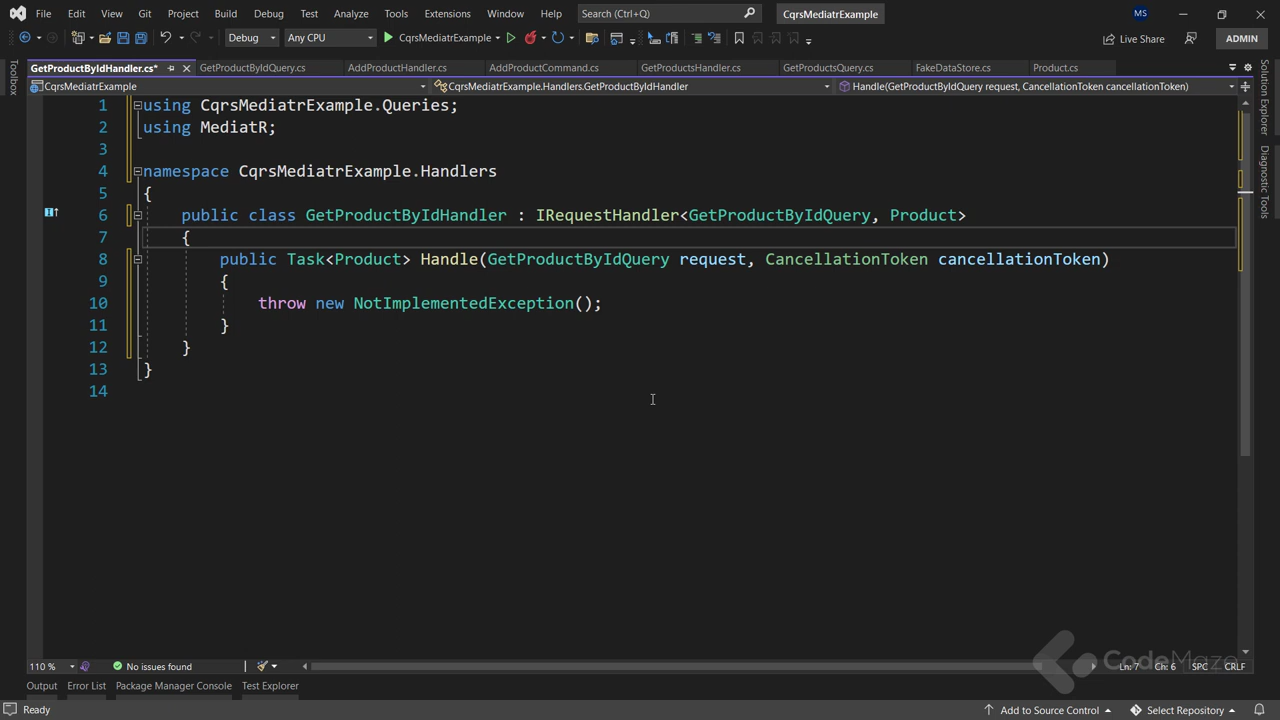 File Edit View Git Project Build Debug Test Analyze Tools Extensions Window Help Search (Ctrl+Q) CqrsMediatrExample MS
Debug Any CPU CqrsMediatrExample Live Share ADMIN
GetProductByIdHandler.cs* GetProductByIdQuery.cs AddProductHandler.cs AddProductCommand.cs GetProductsHandler.cs GetProductsQuery.cs FakeDataStore.cs Product.cs
CqrsMediatrExample CqrsMediatrExample.Handlers.GetProductByIdHandler Handle(GetProductByIdQuery request, CancellationToken cancellationToken)
Toolbox
Solution Explorer
Diagnostic Tools
1 using CqrsMediatrExample.Queries;
2 using MediatR;
3
4 namespace CqrsMediatrExample.Handlers
5 {
6 public class GetProductByIdHandler : IRequestHandler<GetProductByIdQuery, Product>
7 {
8 public Task<Product> Handle(GetProductByIdQuery request, CancellationToken cancellationToken)
9 {
10 throw new NotImplementedException();
11 }
12 }
13 }
14
CodeMaze
110 % No issues found Ln: 7 Ch: 6 SPC CRLF
Output Error List Package Manager Console Test Explorer
Ready Add to Source Control Select Repository